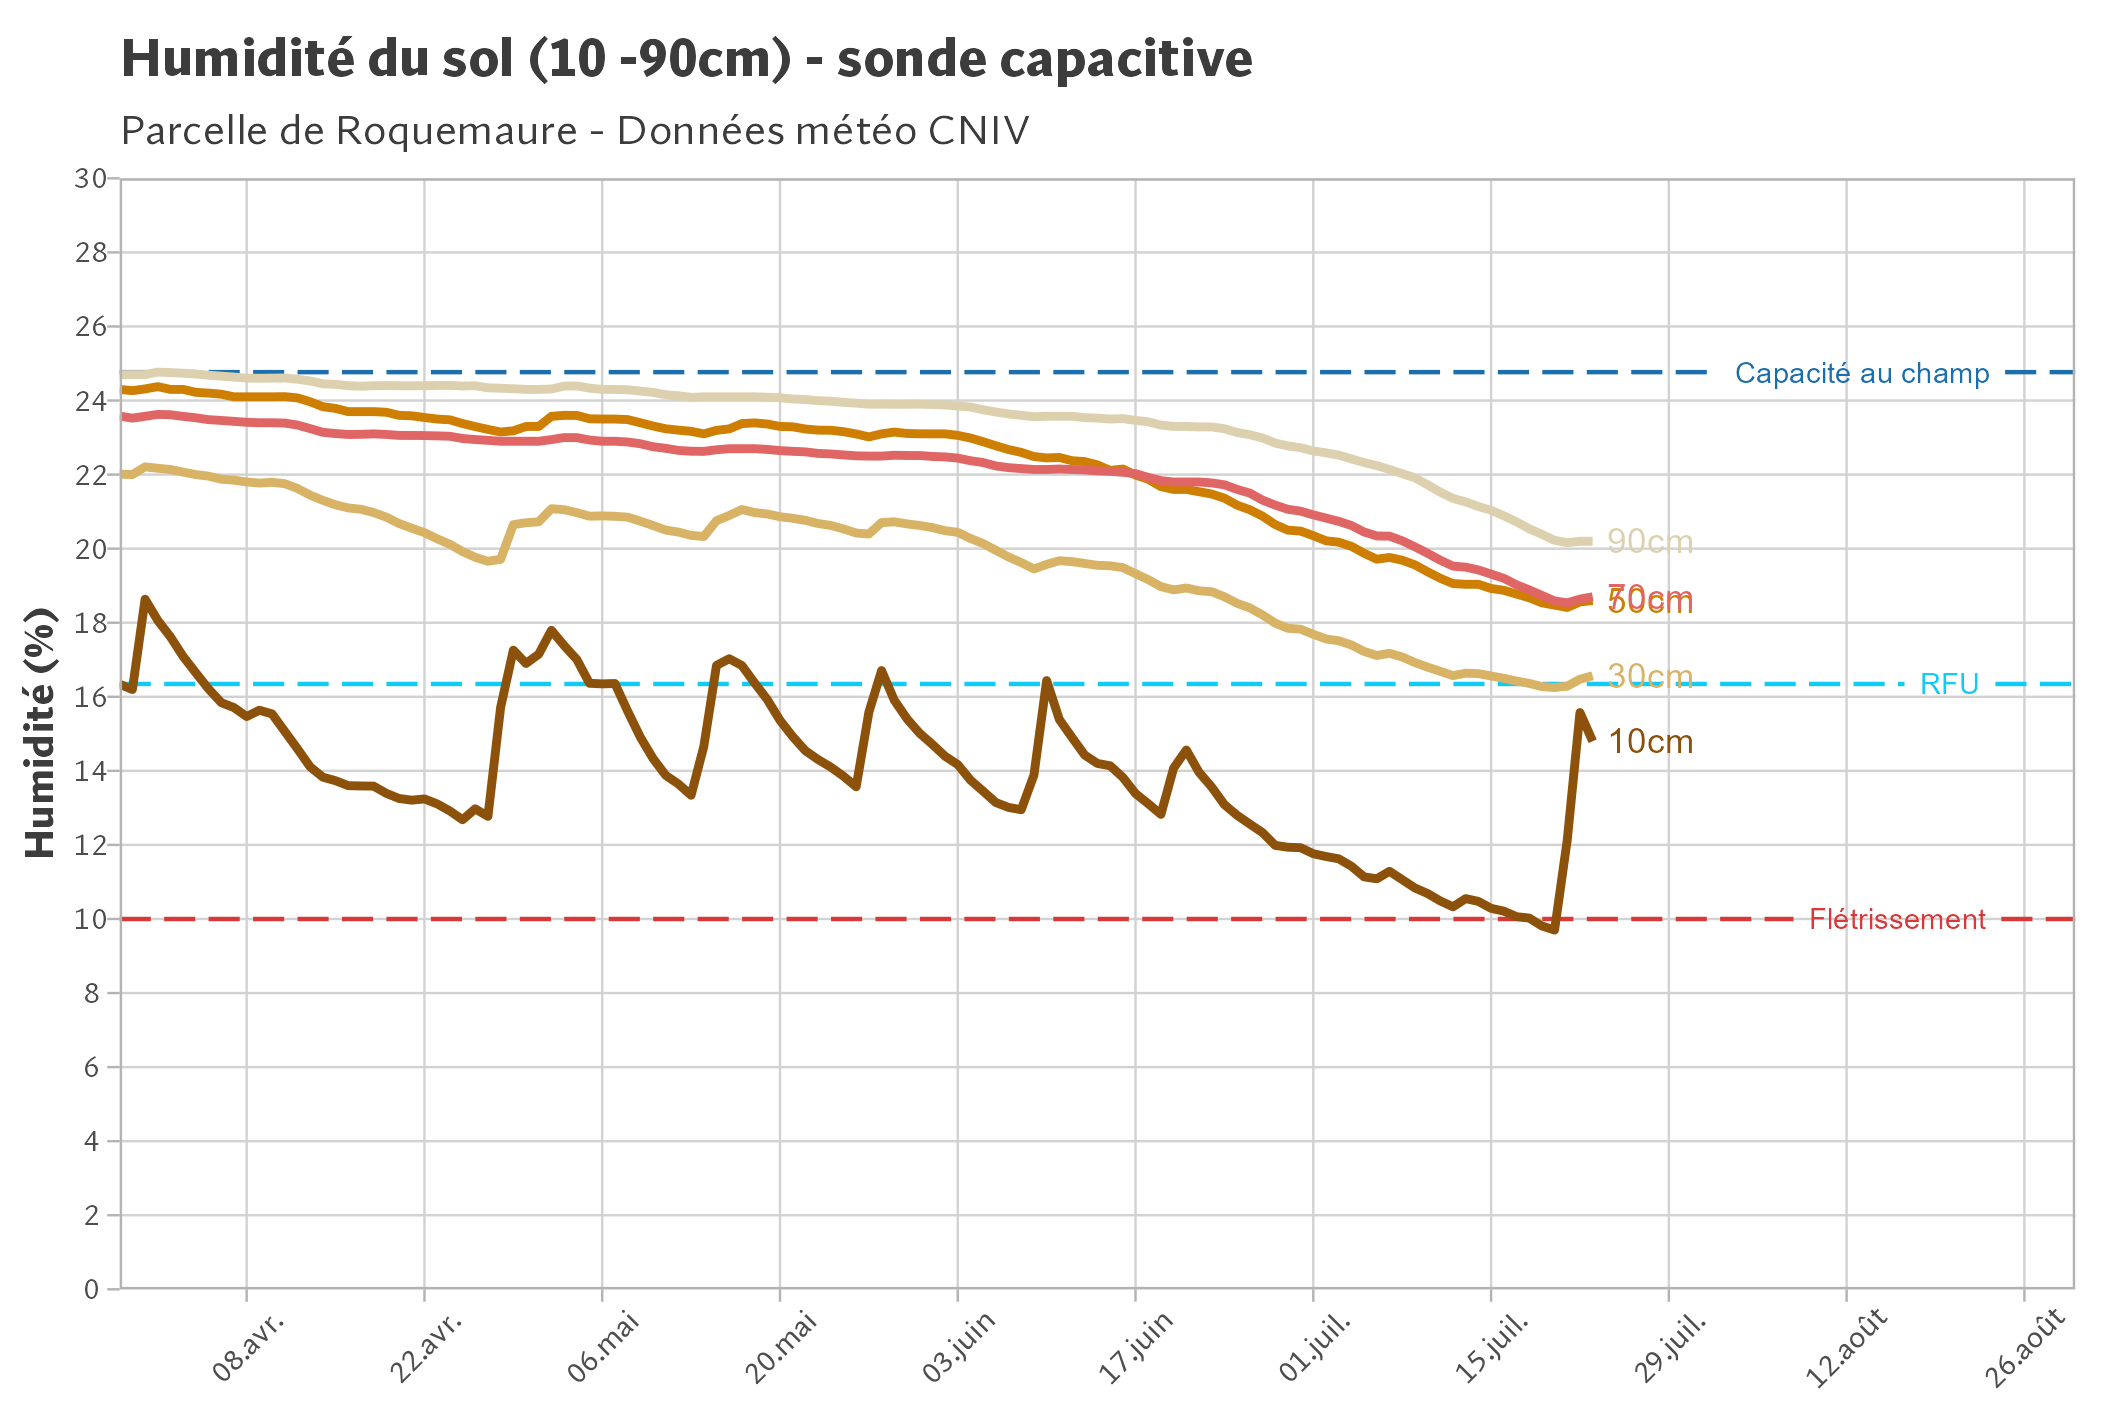 Humidité du sol (10 -90cm) - sonde capacitive
Parcelle de Roquemaure - Données météo CNIV
Humidité (%)
30
28
26
24
22
20
18
16
14
12
10
8
6
4
2
0
Capacité au champ
90cm
70cm
50cm
30cm
RFU
10cm
Flétrissement
08.avr.
22.avr.
06.mai
20.mai
03.juin
17.juin
01.juil.
15.juil.
29.juil.
12.août
26.août